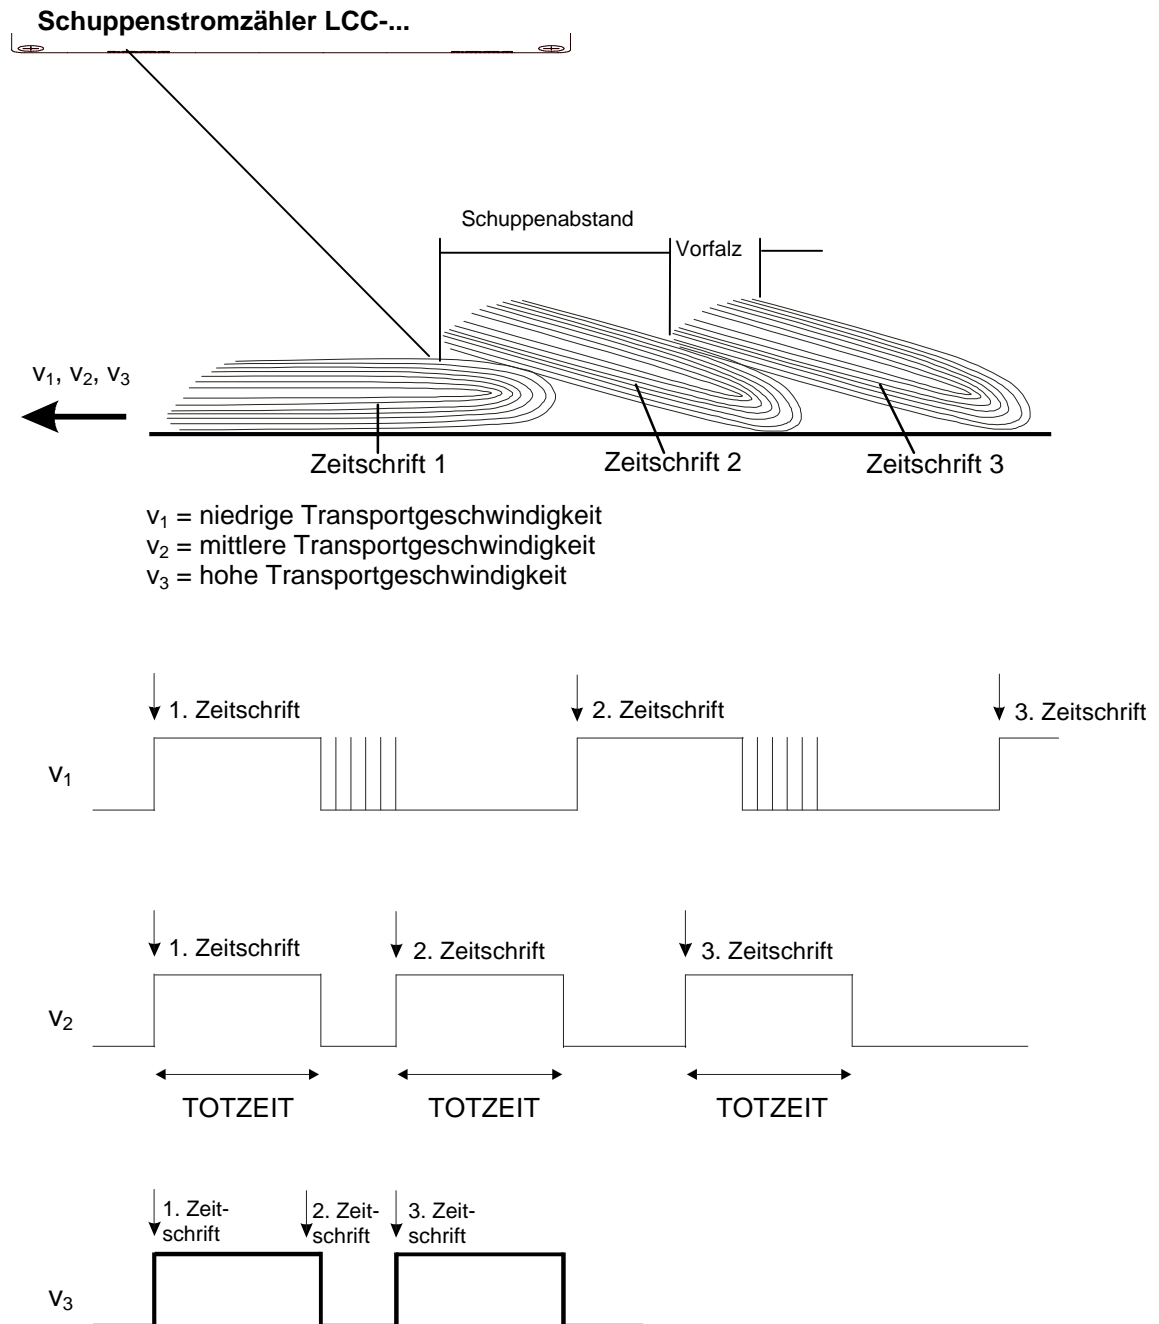 Schuppenstromzähler LCC-...
Schuppenabstand
Vorfalz
v1, v2, v3
Zeitschrift 1
Zeitschrift 2
Zeitschrift 3
v1 = niedrige Transportgeschwindigkeit
v2 = mittlere Transportgeschwindigkeit
v3 = hohe Transportgeschwindigkeit
1. Zeitschrift
2. Zeitschrift
3. Zeitschrift
v1
1. Zeitschrift
2. Zeitschrift
3. Zeitschrift
v2
TOTZEIT
TOTZEIT
TOTZEIT
1. Zeit-
schrift
2. Zeit-
schrift
3. Zeit-
schrift
v3